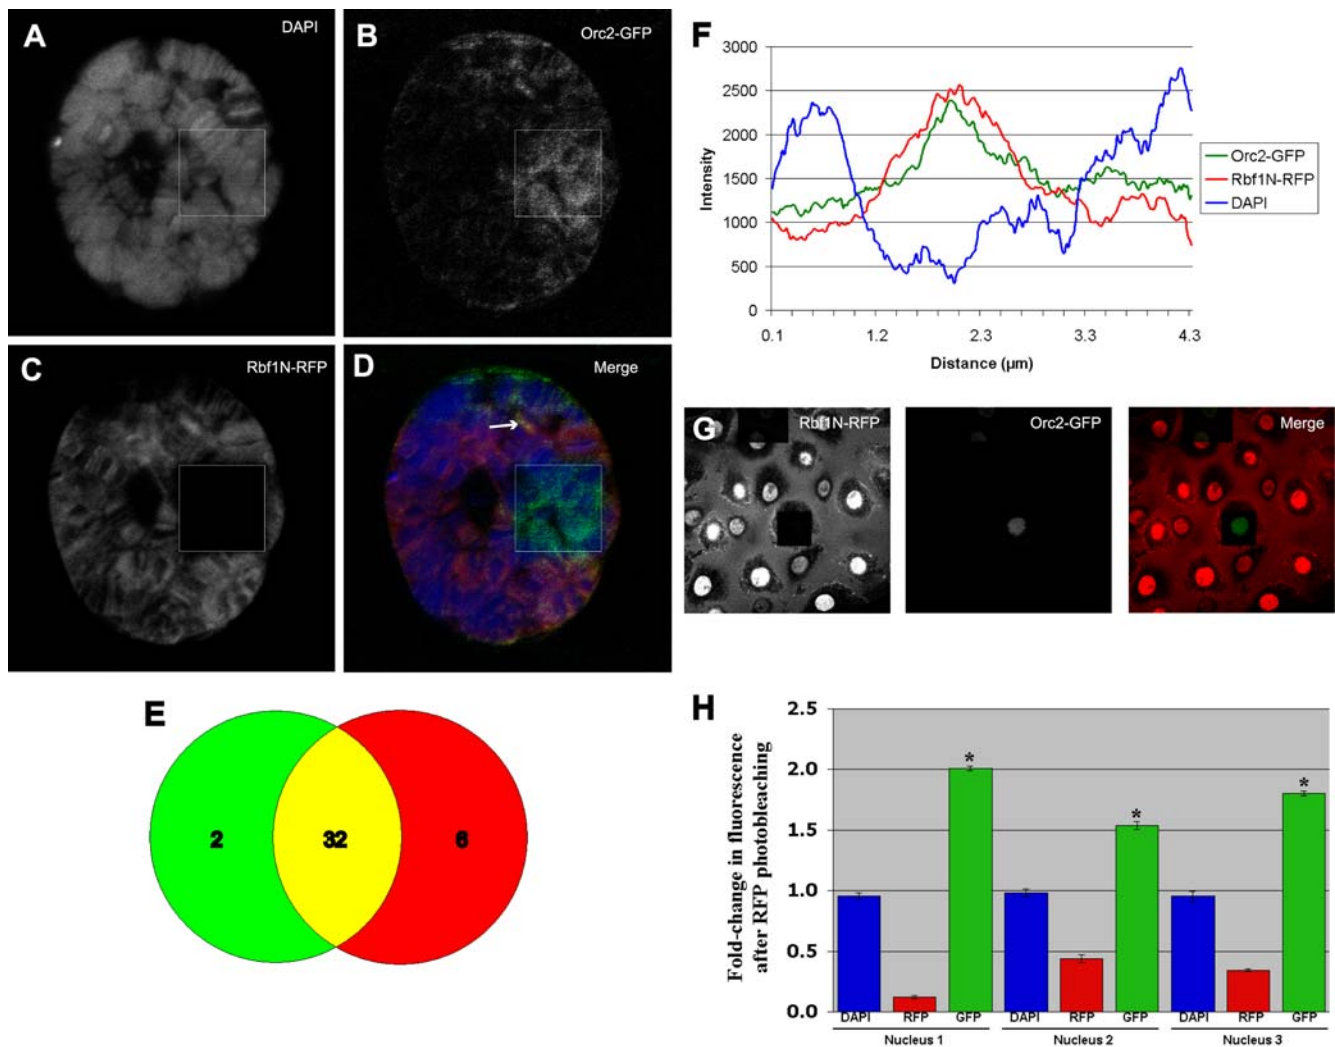 A
DAPI
B
Orc2-GFP
C
Rbf1N-RFP
D
Merge
E
2
32
6
F
3000
2500
2000
1500
1000
500
0
Intensity
0.1
1.2
2.3
3.3
4.3
Distance (µm)
Orc2-GFP
Rbf1N-RFP
DAPI
G
Rbf1N-RFP
Orc2-GFP
Merge
H
Fold-change in fluorescence
after RFP photobleaching
2.5
2.0
1.5
1.0
0.5
0.0
*
*
*
DAPI
RFP
GFP
DAPI
RFP
GFP
DAPI
RFP
GFP
Nucleus 1
Nucleus 2
Nucleus 3